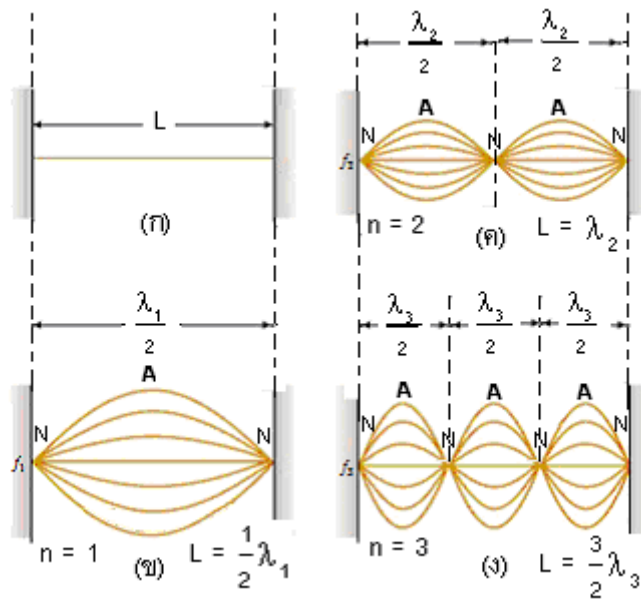 L
(ก)
λ₂/2 λ₂/2
A A
N N N
f₂
n = 2 (ค) L = λ₂
λ₁/2
A
N N
f₁
n = 1 (ข) L = 1/2 λ₁
λ₃/2 λ₃/2 λ₃/2
A A A
N N N N
n = 3 (ง) L = 3/2 λ₃